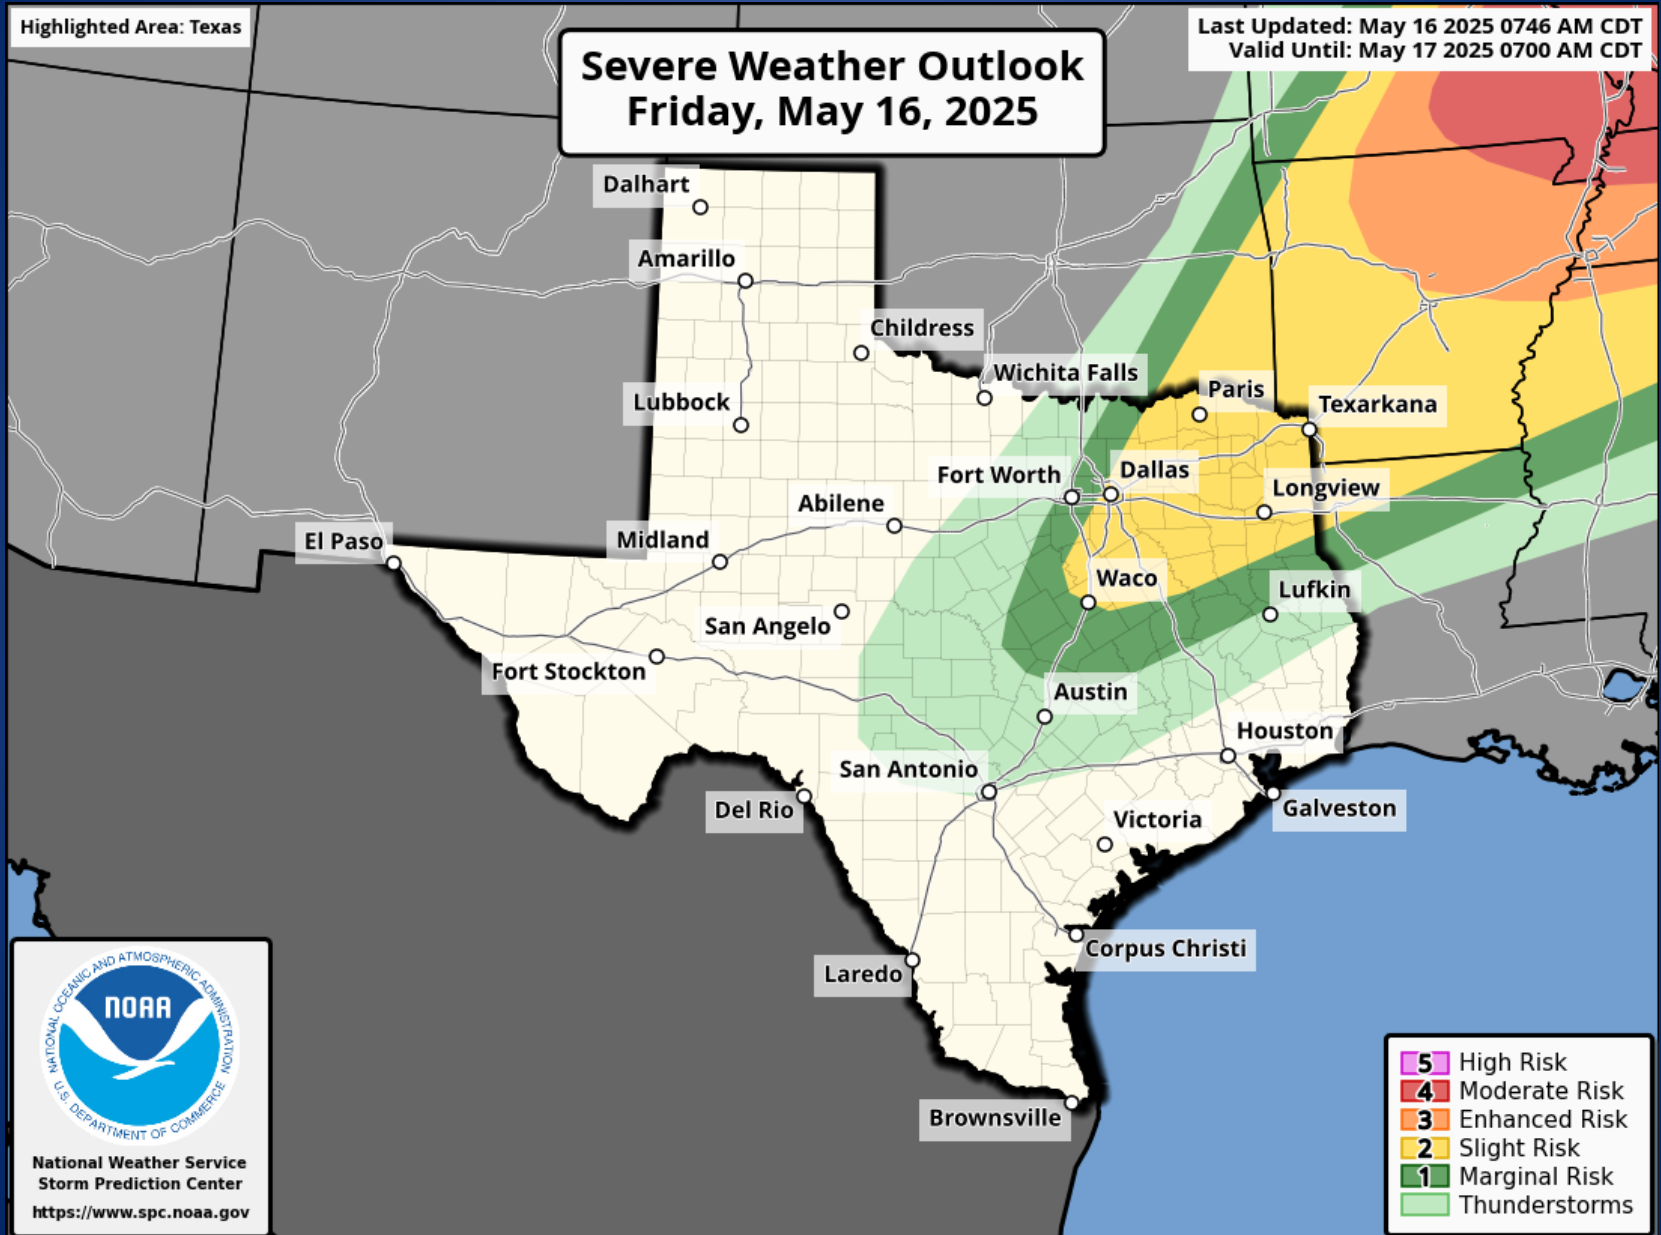 Highlighted Area: Texas
Severe Weather Outlook
Friday, May 16, 2025
Last Updated: May 16 2025 0746 AM CDT
Valid Until: May 17 2025 0700 AM CDT
Dalhart
Amarillo
Childress
Wichita Falls
Paris
Texarkana
Lubbock
Fort Worth
Dallas
Longview
Abilene
El Paso
Midland
Waco
Lufkin
San Angelo
Fort Stockton
Austin
Houston
San Antonio
Del Rio
Galveston
Victoria
Corpus Christi
Laredo
Brownsville
NATIONAL OCEANIC AND ATMOSPHERIC ADMINISTRATION
NOAA
U.S. DEPARTMENT OF COMMERCE
National Weather Service
Storm Prediction Center
https://www.spc.noaa.gov
5 High Risk
4 Moderate Risk
3 Enhanced Risk
2 Slight Risk
1 Marginal Risk
Thunderstorms